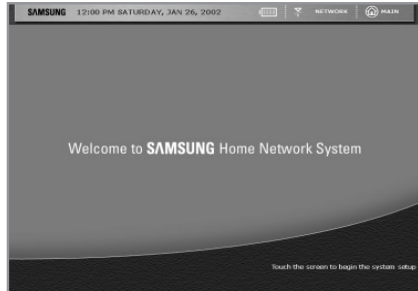 SAMSUNG 12:00 PM SATURDAY, JAN 26, 2002 NETWORK MAIN
Welcome to SAMSUNG Home Network System
Touch the screen to begin the system setup